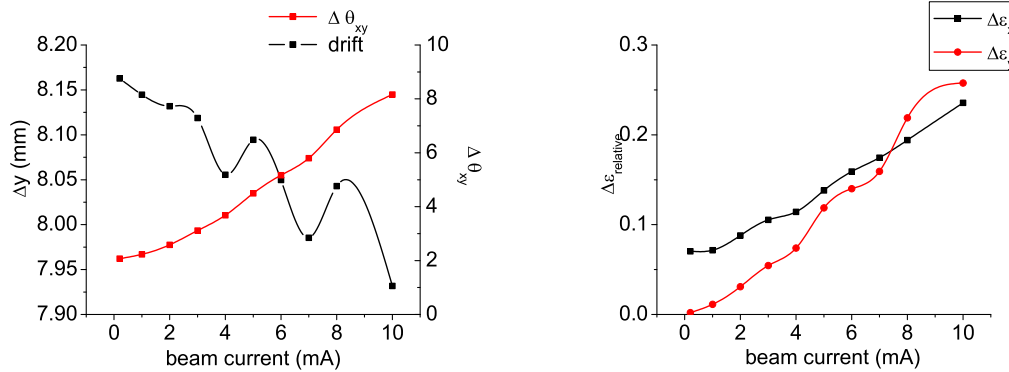 Δ θxy
drift
8.20
8.15
8.10
8.05
8.00
7.95
7.90
Δy (mm)
10
8
6
4
2
0
Δ θxy
0 2 4 6 8 10
beam current (mA)
Δε
Δε
0.3
0.2
0.1
0.0
Δεrelative
0 2 4 6 8 10
beam current (mA)